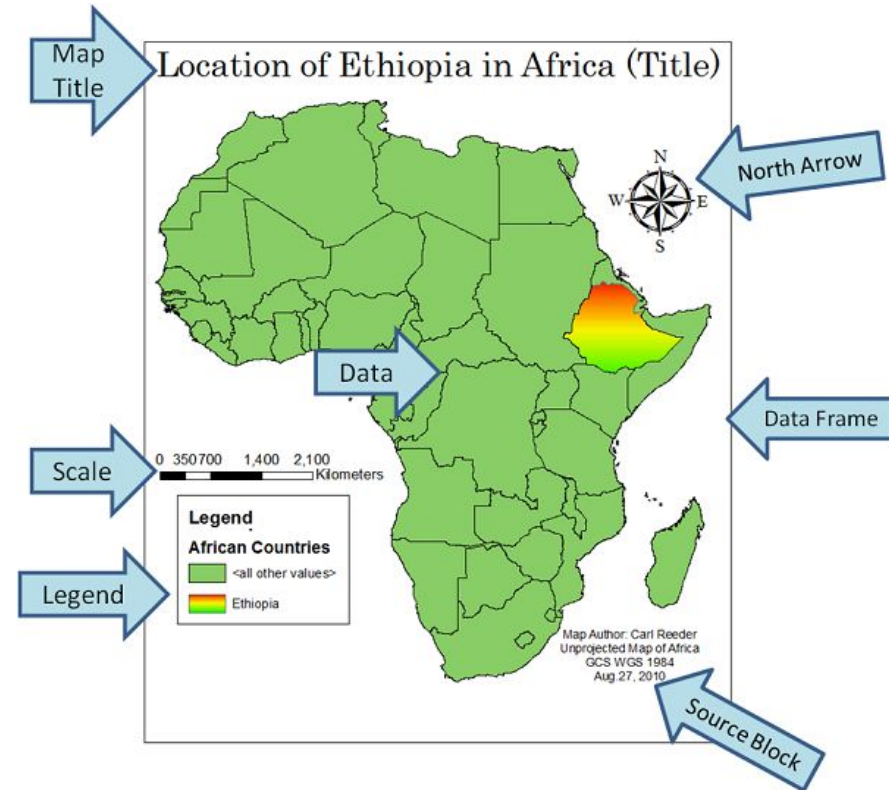 Map
Title
Location of Ethiopia in Africa (Title)
North Arrow
N
W E
S
Data
Data Frame
Scale
0 350 700 1,400 2,100
Kilometers
Legend
Legend
African Countries
<all other values>
Ethiopia
Map Author: Carl Reeder
Unprojected Map of Africa
GCS WGS 1984
Aug.27, 2010
Source Block